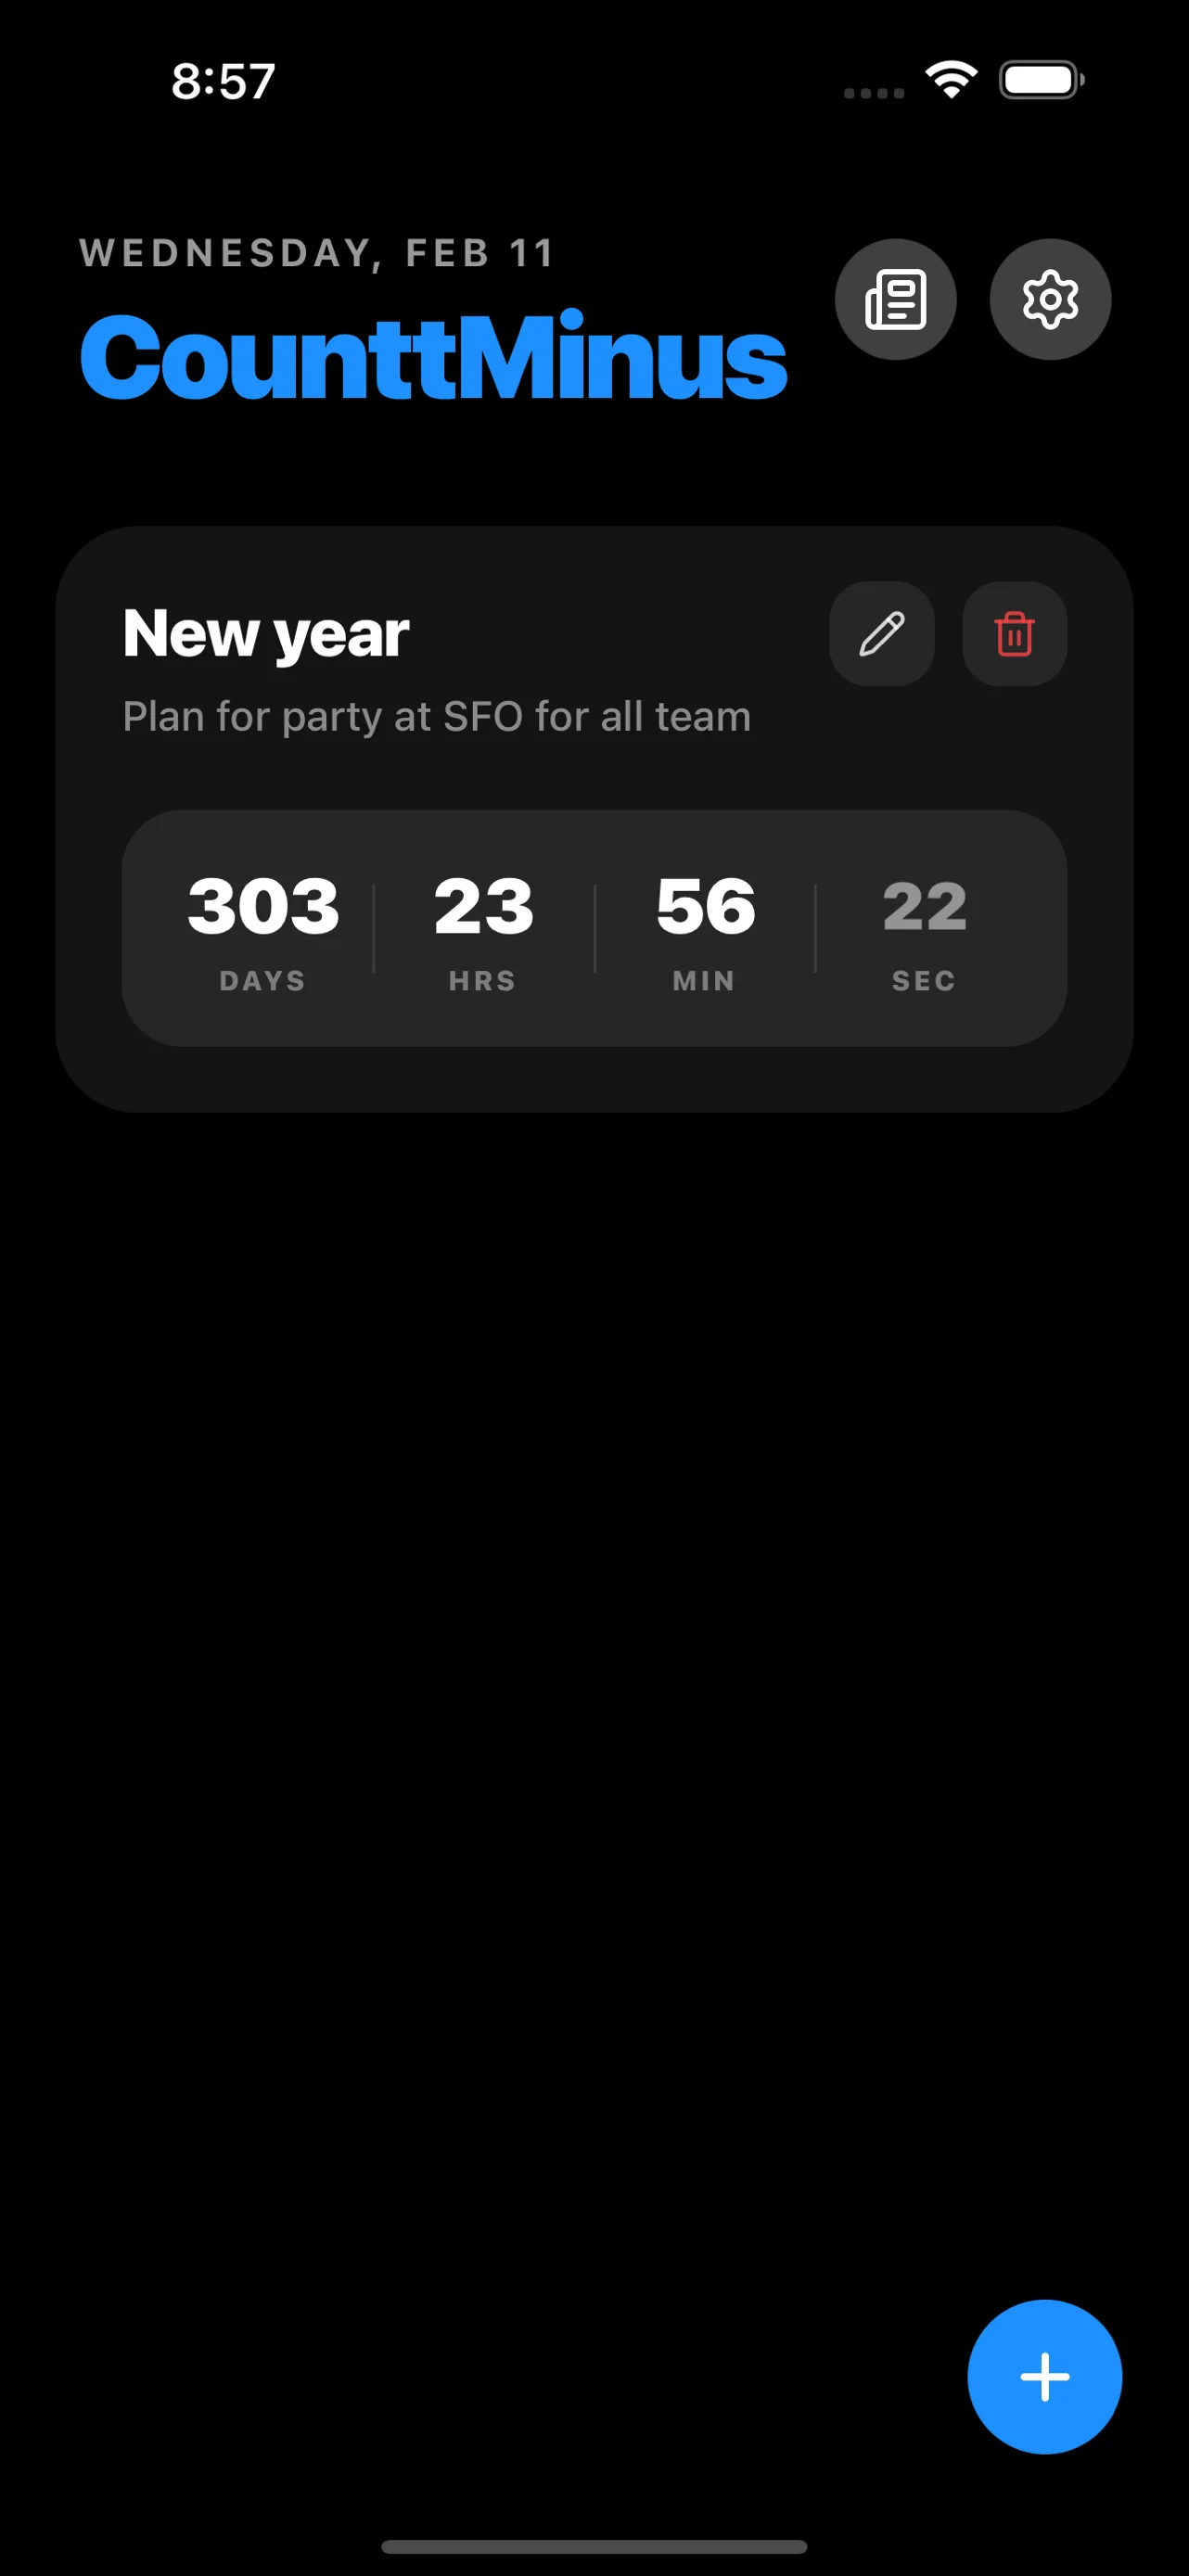 8:57
WEDNESDAY, FEB 11
CounttMinus
New year
Plan for party at SFO for all team
303 23 56 22
DAYS HRS MIN SEC